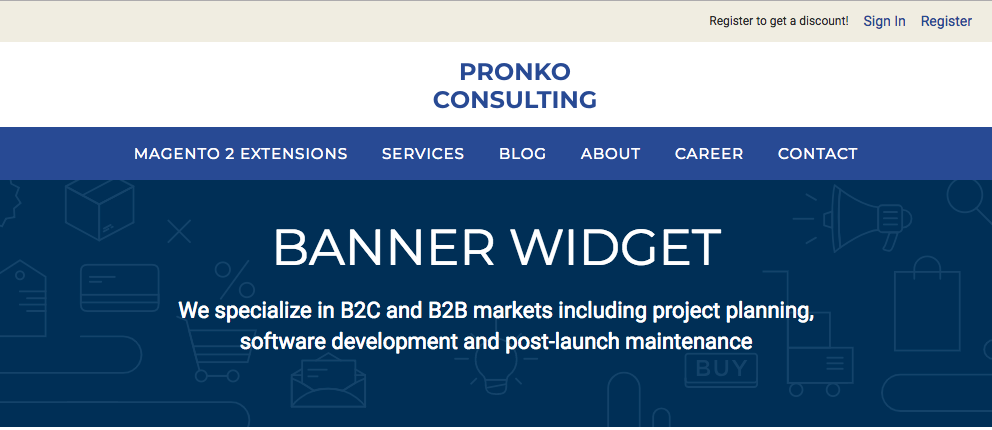 Register to get a discount! Sign In Register
PRONKO
CONSULTING
MAGENTO 2 EXTENSIONS SERVICES BLOG ABOUT CAREER CONTACT
BANNER WIDGET
We specialize in B2C and B2B markets including project planning,
software development and post-launch maintenance
BUY